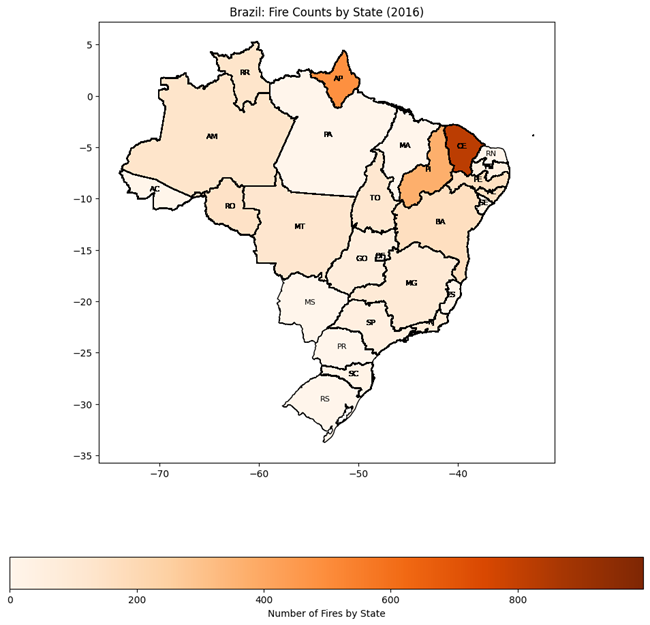 Brazil: Fire Counts by State (2016)
5
0
−5
−10
−15
−20
−25
−30
−35
RR
AP
AM
PA
MA
CE
RN
PI
PE
AC
RO
TO
SE
MT
BA
GO
DF
MS
MG
ES
SP
PR
SC
RS
−70
−60
−50
−40
0
200
400
600
800
Number of Fires by State